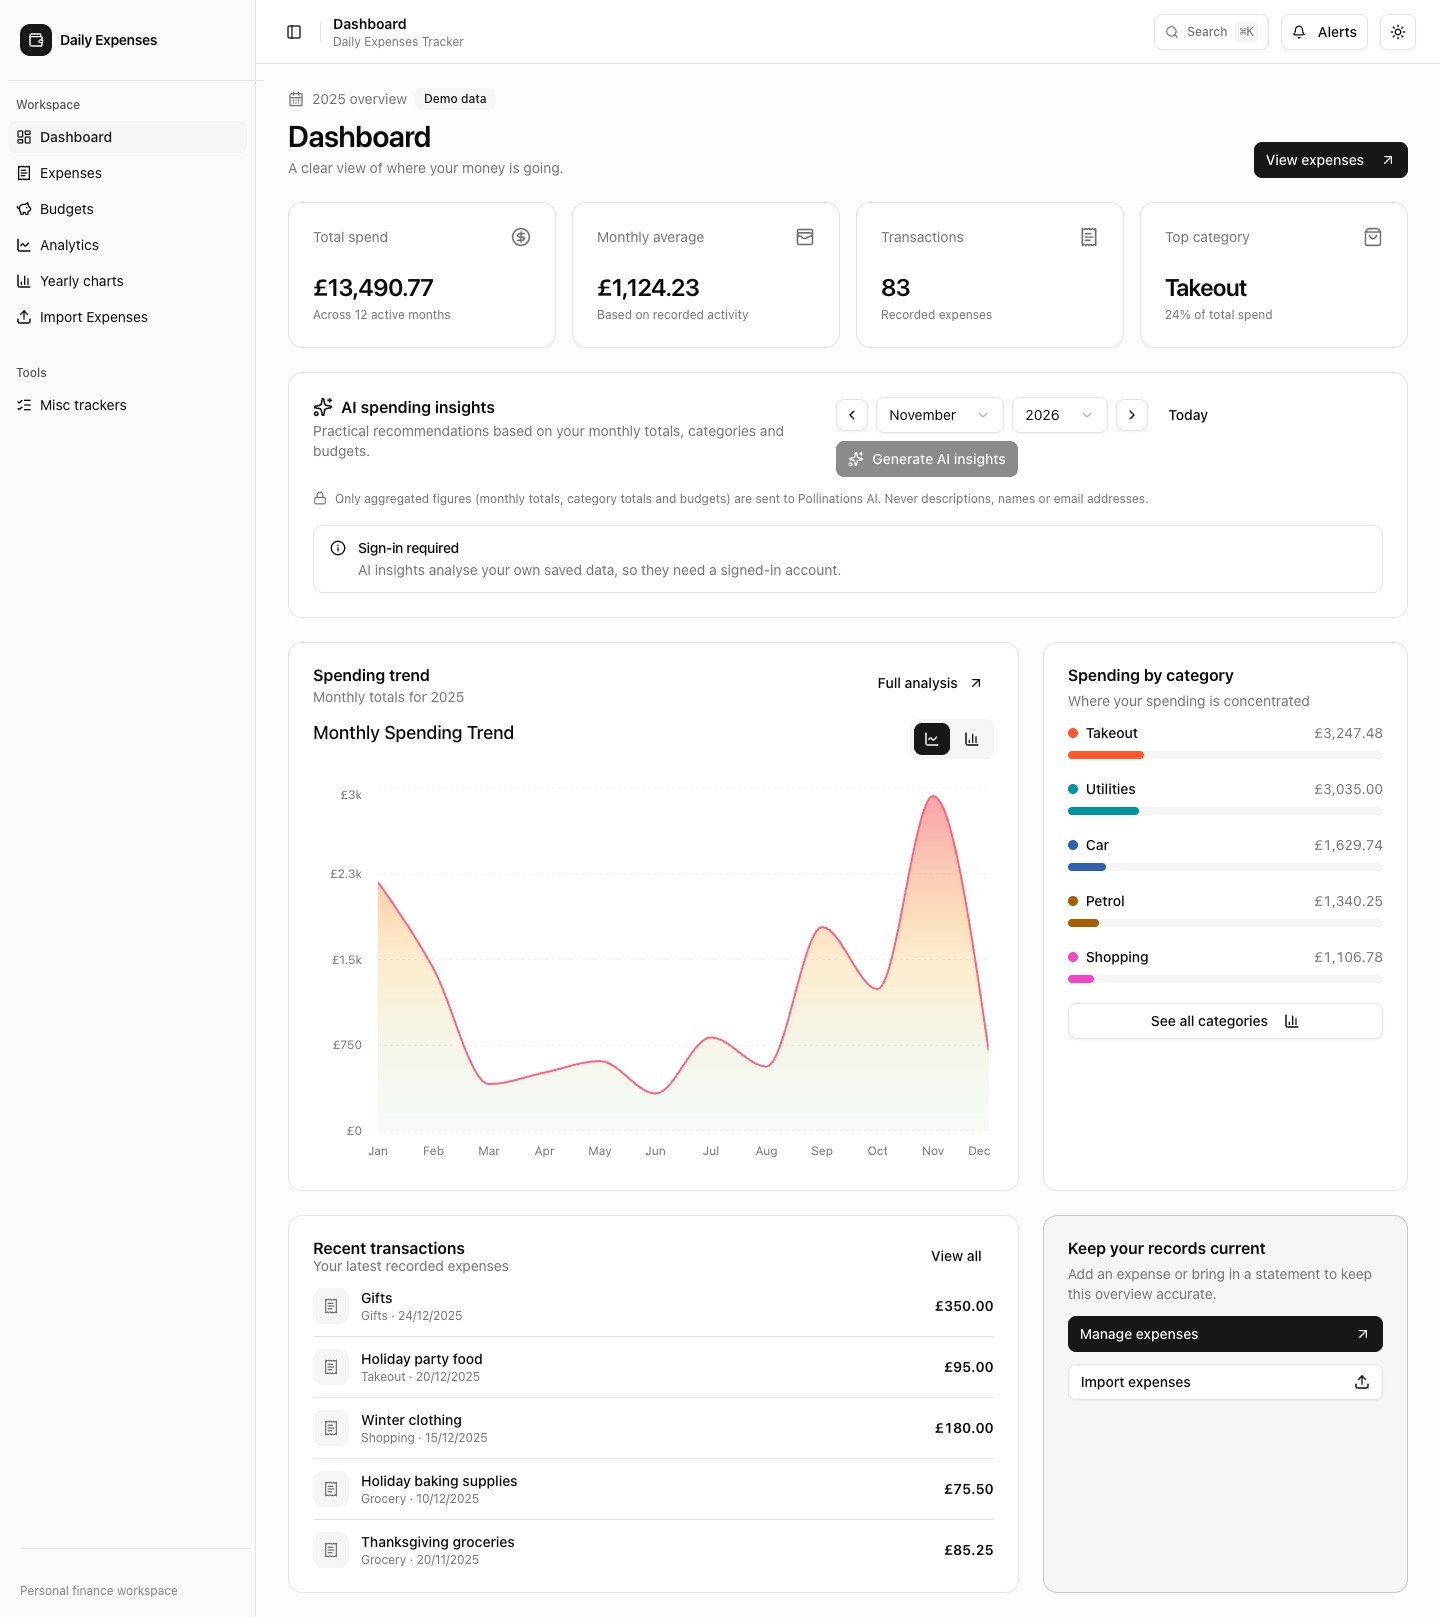 Daily Expenses
Workspace
Dashboard
Expenses
Budgets
Analytics
Yearly charts
Import Expenses
Tools
Misc trackers
Personal finance workspace
Dashboard
Daily Expenses Tracker
Search ⌘K
Alerts
2025 overview Demo data
Dashboard
A clear view of where your money is going.
View expenses
Total spend
£13,490.77
Across 12 active months
Monthly average
£1,124.23
Based on recorded activity
Transactions
83
Recorded expenses
Top category
Takeout
24% of total spend
AI spending insights
Practical recommendations based on your monthly totals, categories and
budgets.
November 2026 Today
Generate AI insights
Only aggregated figures (monthly totals, category totals and budgets) are sent to Pollinations AI. Never descriptions, names or email addresses.
Sign-in required
AI insights analyse your own saved data, so they need a signed-in account.
Spending trend
Monthly totals for 2025
Full analysis
Monthly Spending Trend
£3k
£2.3k
£1.5k
£750
£0
Jan Feb Mar Apr May Jun Jul Aug Sep Oct Nov Dec
Spending by category
Where your spending is concentrated
Takeout £3,247.48
Utilities £3,035.00
Car £1,629.74
Petrol £1,340.25
Shopping £1,106.78
See all categories
Recent transactions
Your latest recorded expenses
View all
Gifts
Gifts · 24/12/2025
£350.00
Holiday party food
Takeout · 20/12/2025
£95.00
Winter clothing
Shopping · 15/12/2025
£180.00
Holiday baking supplies
Grocery · 10/12/2025
£75.50
Thanksgiving groceries
Grocery · 20/11/2025
£85.25
Keep your records current
Add an expense or bring in a statement to keep
this overview accurate.
Manage expenses
Import expenses